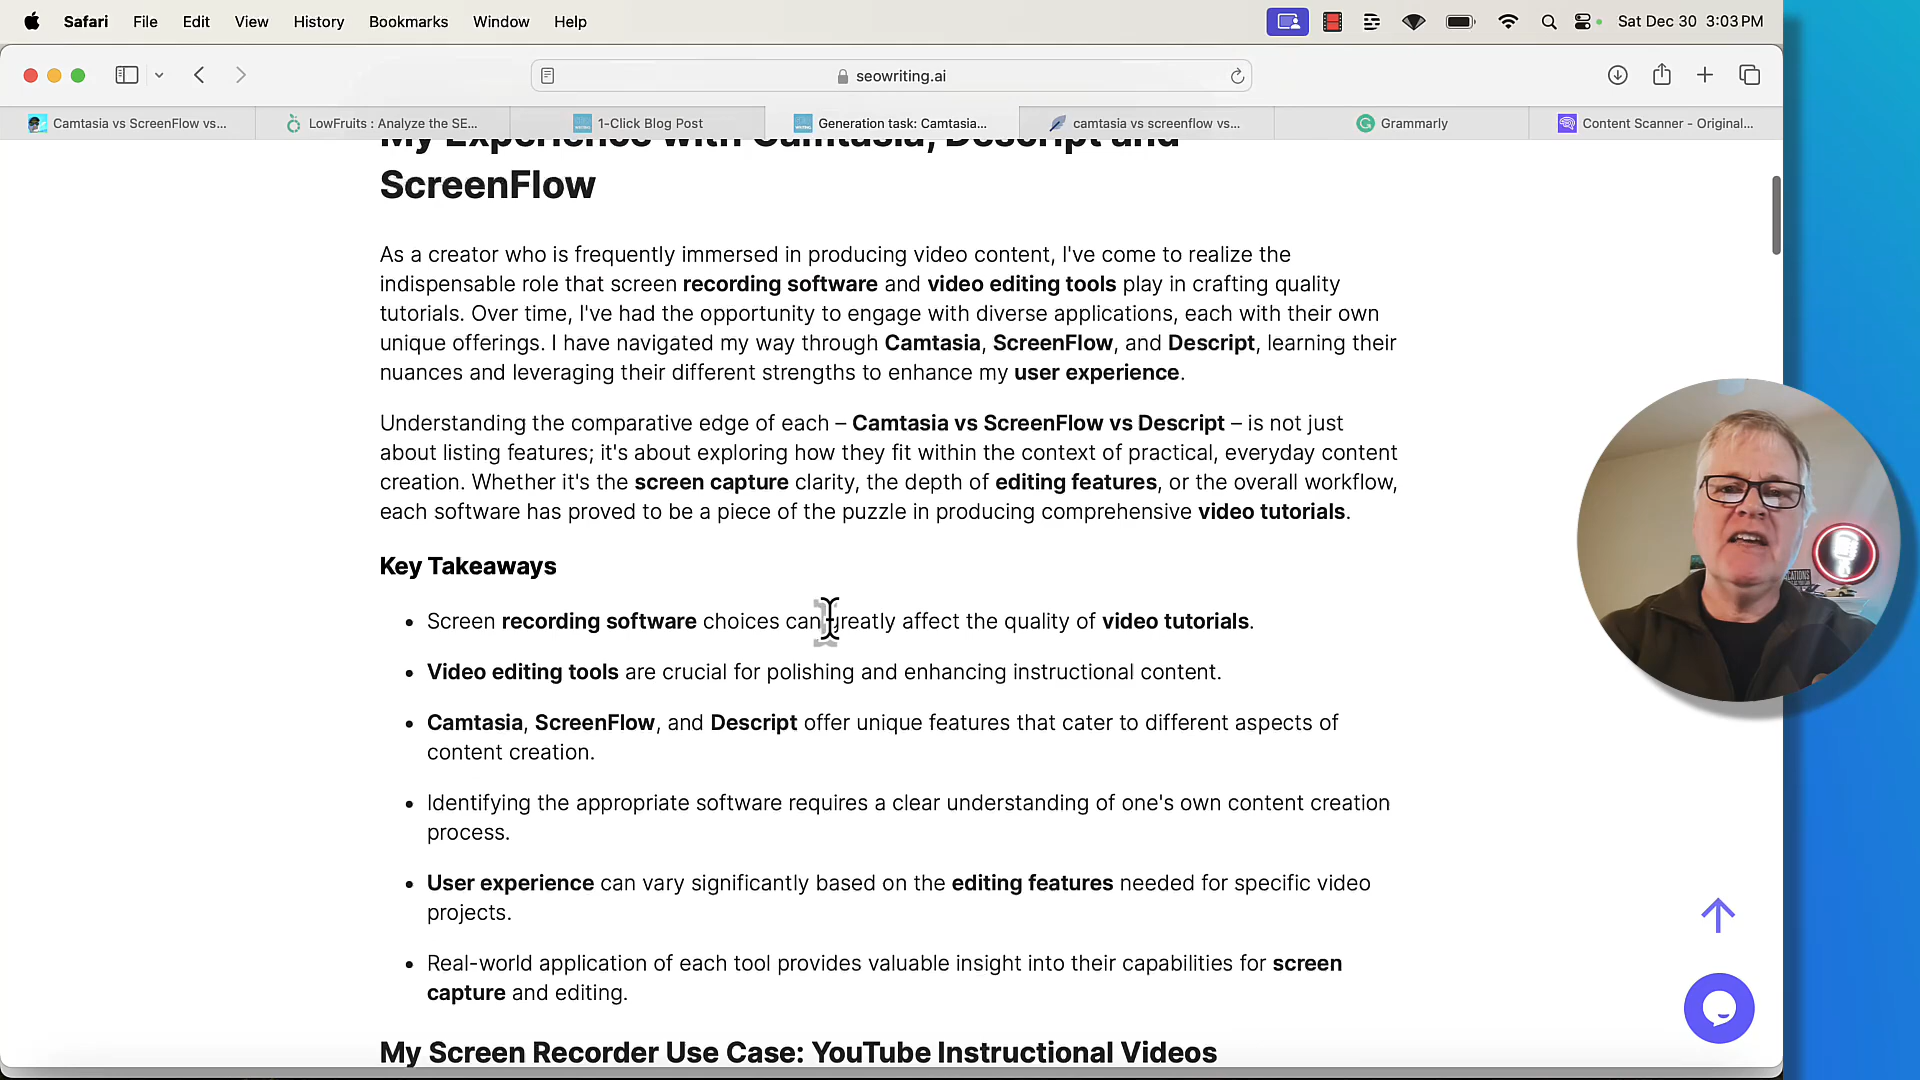 Safari File Edit View History Bookmarks Window Help Sat Dec 30 3:03 PM
seowriting.ai
Camtasia vs ScreenFlow vs... LowFruits : Analyze the SE... 1-Click Blog Post Generation task: Camtasia... camtasia vs screenflow vs... Grammarly Content Scanner - Original...
My Experience with Camtasia, Descript and
ScreenFlow
As a creator who is frequently immersed in producing video content, I've come to realize the
indispensable role that screen recording software and video editing tools play in crafting quality
tutorials. Over time, I've had the opportunity to engage with diverse applications, each with their own
unique offerings. I have navigated my way through Camtasia, ScreenFlow, and Descript, learning their
nuances and leveraging their different strengths to enhance my user experience.
Understanding the comparative edge of each – Camtasia vs ScreenFlow vs Descript – is not just
about listing features; it's about exploring how they fit within the context of practical, everyday content
creation. Whether it's the screen capture clarity, the depth of editing features, or the overall workflow,
each software has proved to be a piece of the puzzle in producing comprehensive video tutorials.
Key Takeaways
• Screen recording software choices can greatly affect the quality of video tutorials.
• Video editing tools are crucial for polishing and enhancing instructional content.
• Camtasia, ScreenFlow, and Descript offer unique features that cater to different aspects of
content creation.
• Identifying the appropriate software requires a clear understanding of one's own content creation
process.
• User experience can vary significantly based on the editing features needed for specific video
projects.
• Real-world application of each tool provides valuable insight into their capabilities for screen
capture and editing.
My Screen Recorder Use Case: YouTube Instructional Videos